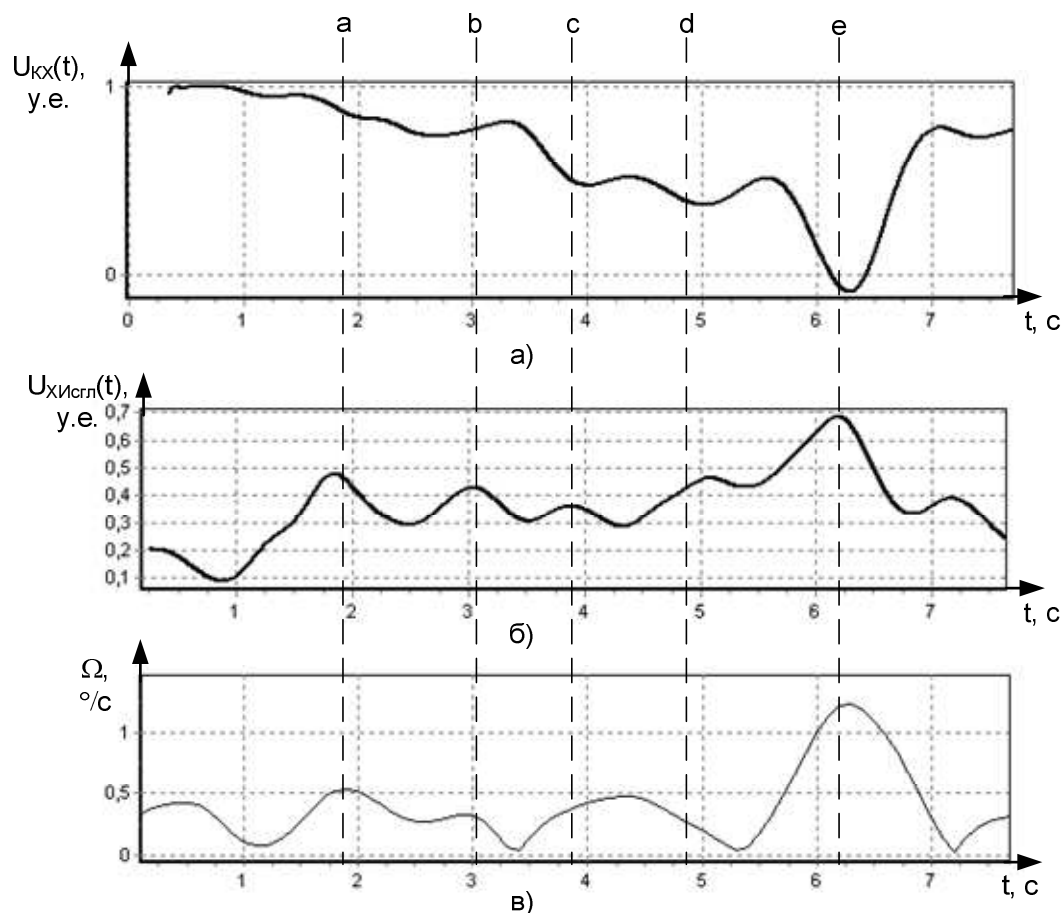 a b c d e
U_КХ(t),
у.е.
1
0
0 1 2 3 4 5 6 7
t, с
а)
U_ХИсгл(t),
у.е.
0,7
0,6
0,5
0,4
0,3
0,2
0,1
1 2 3 4 5 6 7
t, с
б)
Ω,
°/с
1
0,5
0
1 2 3 4 5 6 7
t, с
в)